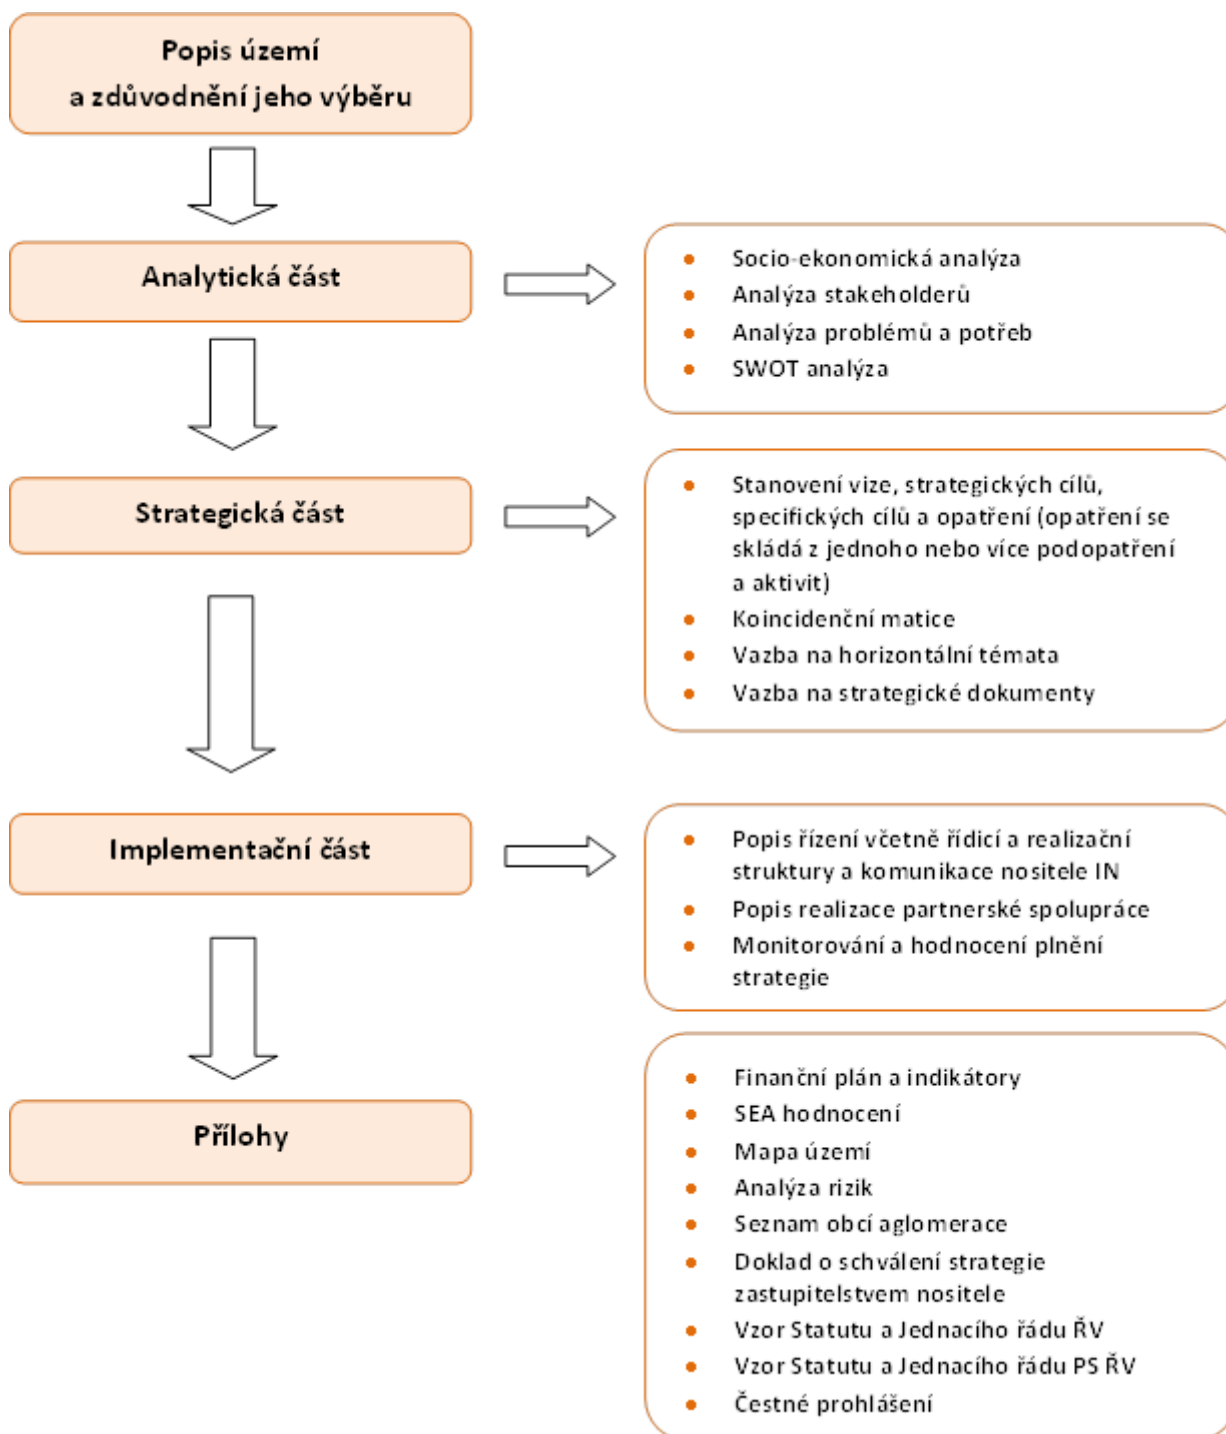 Popis území
a zdůvodnění jeho výběru
Analytická část
• Socio-ekonomická analýza
• Analýza stakeholderů
• Analýza problémů a potřeb
• SWOT analýza
Strategická část
• Stanovení vize, strategických cílů,
specifických cílů a opatření (opatření se
skládá z jednoho nebo více podopatření
a aktivit)
• Koincidenční matice
• Vazba na horizontální témata
• Vazba na strategické dokumenty
Implementační část
• Popis řízení včetně řídicí a realizační
struktury a komunikace nositele IN
• Popis realizace partnerské spolupráce
• Monitorování a hodnocení plnění
strategie
Přílohy
• Finanční plán a indikátory
• SEA hodnocení
• Mapa území
• Analýza rizik
• Seznam obcí aglomerace
• Doklad o schválení strategie
zastupitelstvem nositele
• Vzor Statutu a Jednacího řádu ŘV
• Vzor Statutu a Jednacího řádu PS ŘV
• Čestné prohlášení